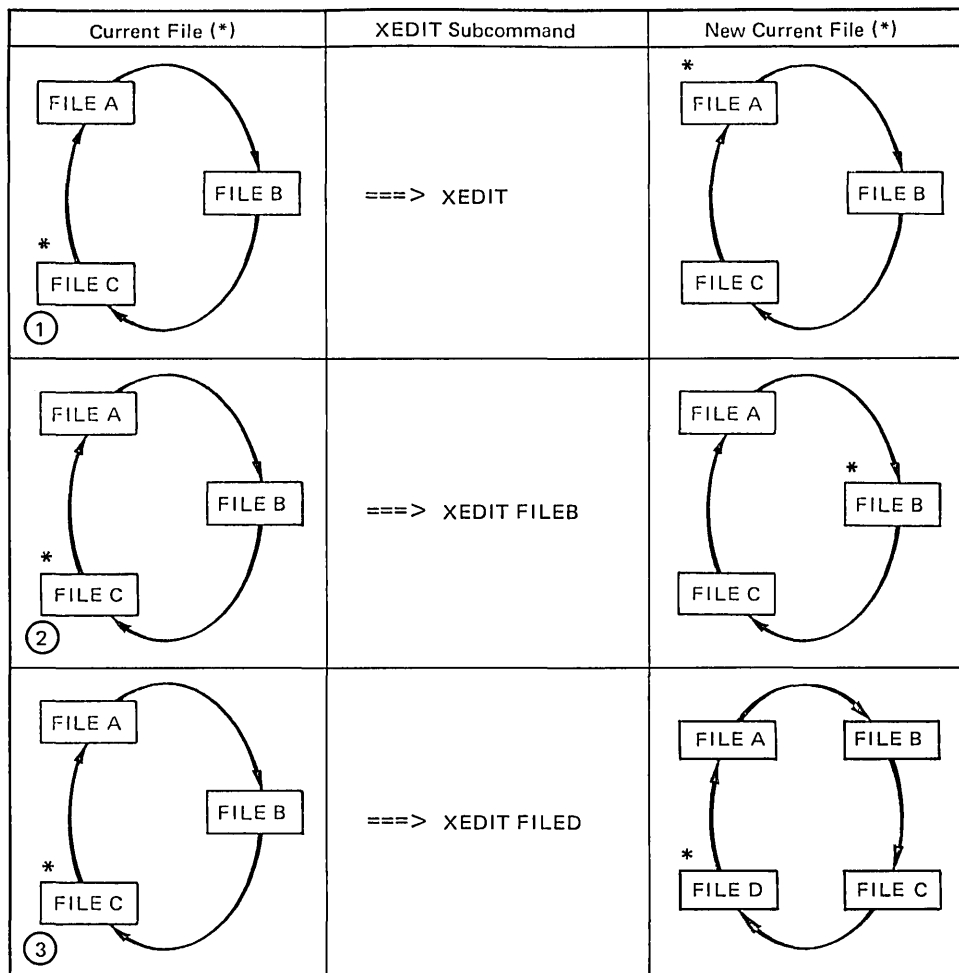 Current File (*) XEDIT Subcommand New Current File (*)
FILE A
FILE B
*
FILE C
1
===> XEDIT
*
FILE A
FILE B
FILE C
FILE A
FILE B
*
FILE C
2
===> XEDIT FILEB
FILE A
*
FILE B
FILE C
FILE A
FILE B
*
FILE C
3
===> XEDIT FILED
FILE A
FILE B
*
FILE D
FILE C